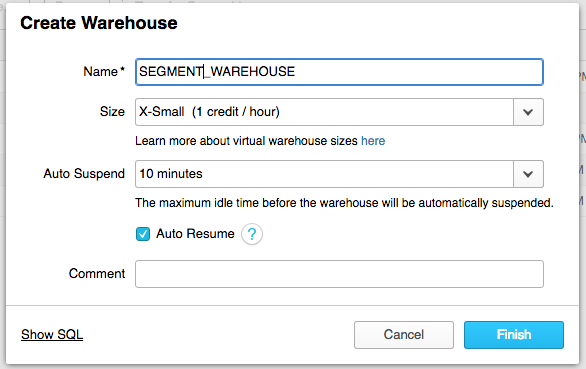 Create Warehouse
Name* SEGMENT_WAREHOUSE
Size X-Small (1 credit / hour)
Learn more about virtual warehouse sizes here
Auto Suspend 10 minutes
The maximum idle time before the warehouse will be automatically suspended.
Auto Resume ?
Comment
Show SQL Cancel Finish